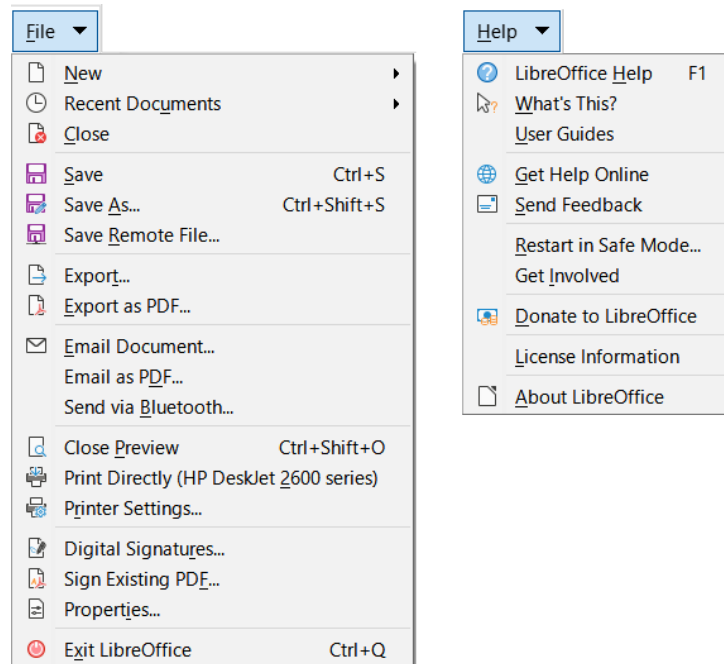 File
New
Recent Documents
Close
Save Ctrl+S
Save As... Ctrl+Shift+S
Save Remote File...
Export...
Export as PDF...
Email Document...
Email as PDF...
Send via Bluetooth...
Close Preview Ctrl+Shift+O
Print Directly (HP DeskJet 2600 series)
Printer Settings...
Digital Signatures...
Sign Existing PDF...
Properties...
Exit LibreOffice Ctrl+Q
Help
LibreOffice Help F1
What's This?
User Guides
Get Help Online
Send Feedback
Restart in Safe Mode...
Get Involved
Donate to LibreOffice
License Information
About LibreOffice